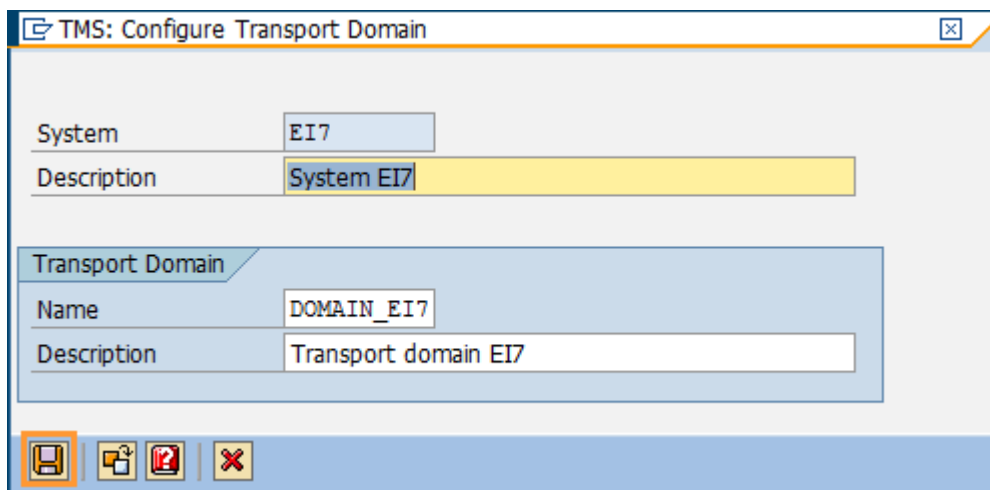 TMS: Configure Transport Domain
System EI7
Description System EI7
Transport Domain
Name DOMAIN_EI7
Description Transport domain EI7